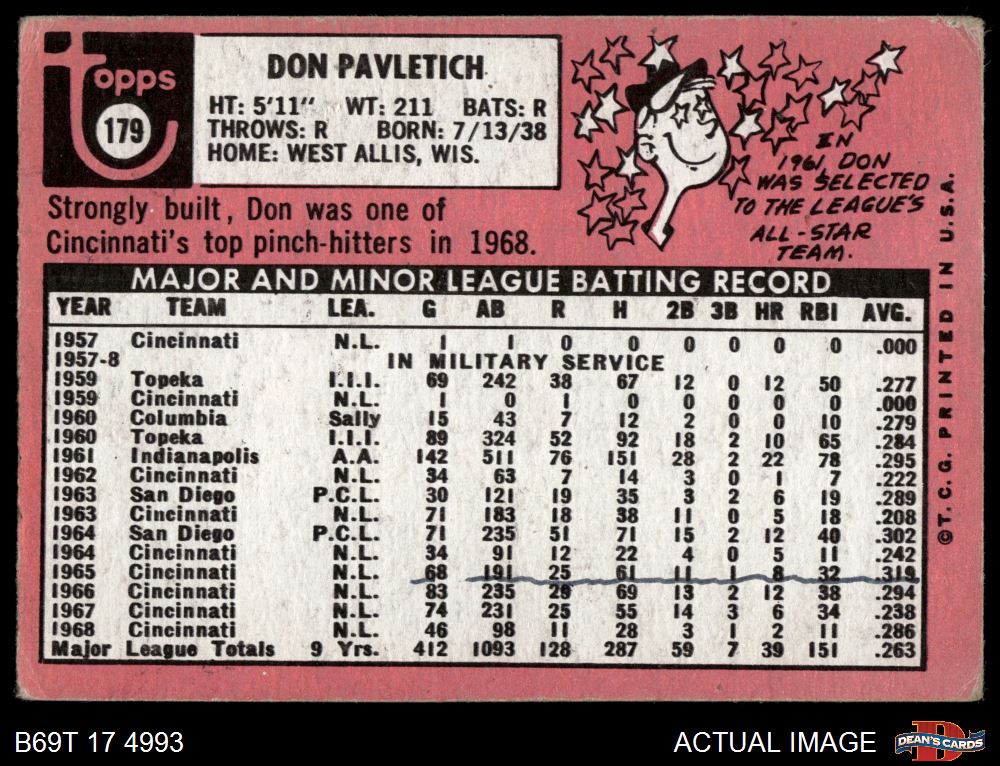 Topps
179
DON PAVLETICH
HT: 5'11" WT: 211 BATS: R
THROWS: R BORN: 7/13/38
HOME: WEST ALLIS, WIS.
Strongly built, Don was one of
Cincinnati's top pinch-hitters in 1968.
IN
1961, DON
WAS SELECTED
TO THE LEAGUE'S
ALL-STAR
TEAM.
MAJOR AND MINOR LEAGUE BATTING RECORD
YEAR TEAM LEA. G AB R H 2B 3B HR RBI AVG.
1957 Cincinnati N.L. 1 1 0 0 0 0 0 0 .000
1957-8 IN MILITARY SERVICE
1959 Topeka I.I.I. 69 242 38 67 12 0 12 50 .277
1959 Cincinnati N.L. 1 0 1 0 0 0 0 0 .000
1960 Columbia Sally 15 43 7 12 2 0 0 10 .279
1960 Topeka I.I.I. 89 324 52 92 18 2 10 65 .284
1961 Indianapolis A.A. 142 511 76 151 28 2 22 78 .295
1962 Cincinnati N.L. 34 63 7 14 3 0 1 7 .222
1963 San Diego P.C.L. 30 121 19 35 3 2 6 19 .289
1963 Cincinnati N.L. 71 183 18 38 11 0 5 18 .208
1964 San Diego P.C.L. 71 235 51 71 15 2 12 40 .302
1964 Cincinnati N.L. 34 91 12 22 4 0 5 11 .242
1965 Cincinnati N.L. 68 191 25 61 11 1 8 32 .319
1966 Cincinnati N.L. 83 235 29 69 13 2 12 38 .294
1967 Cincinnati N.L. 74 231 25 55 14 3 6 34 .238
1968 Cincinnati N.L. 46 98 11 28 3 1 2 11 .286
Major League Totals 9 Yrs. 412 1093 128 287 59 7 39 151 .263
©T.C.G. PRINTED IN U.S.A.
B69T 17 4993
ACTUAL IMAGE
DEAN'S CARDS